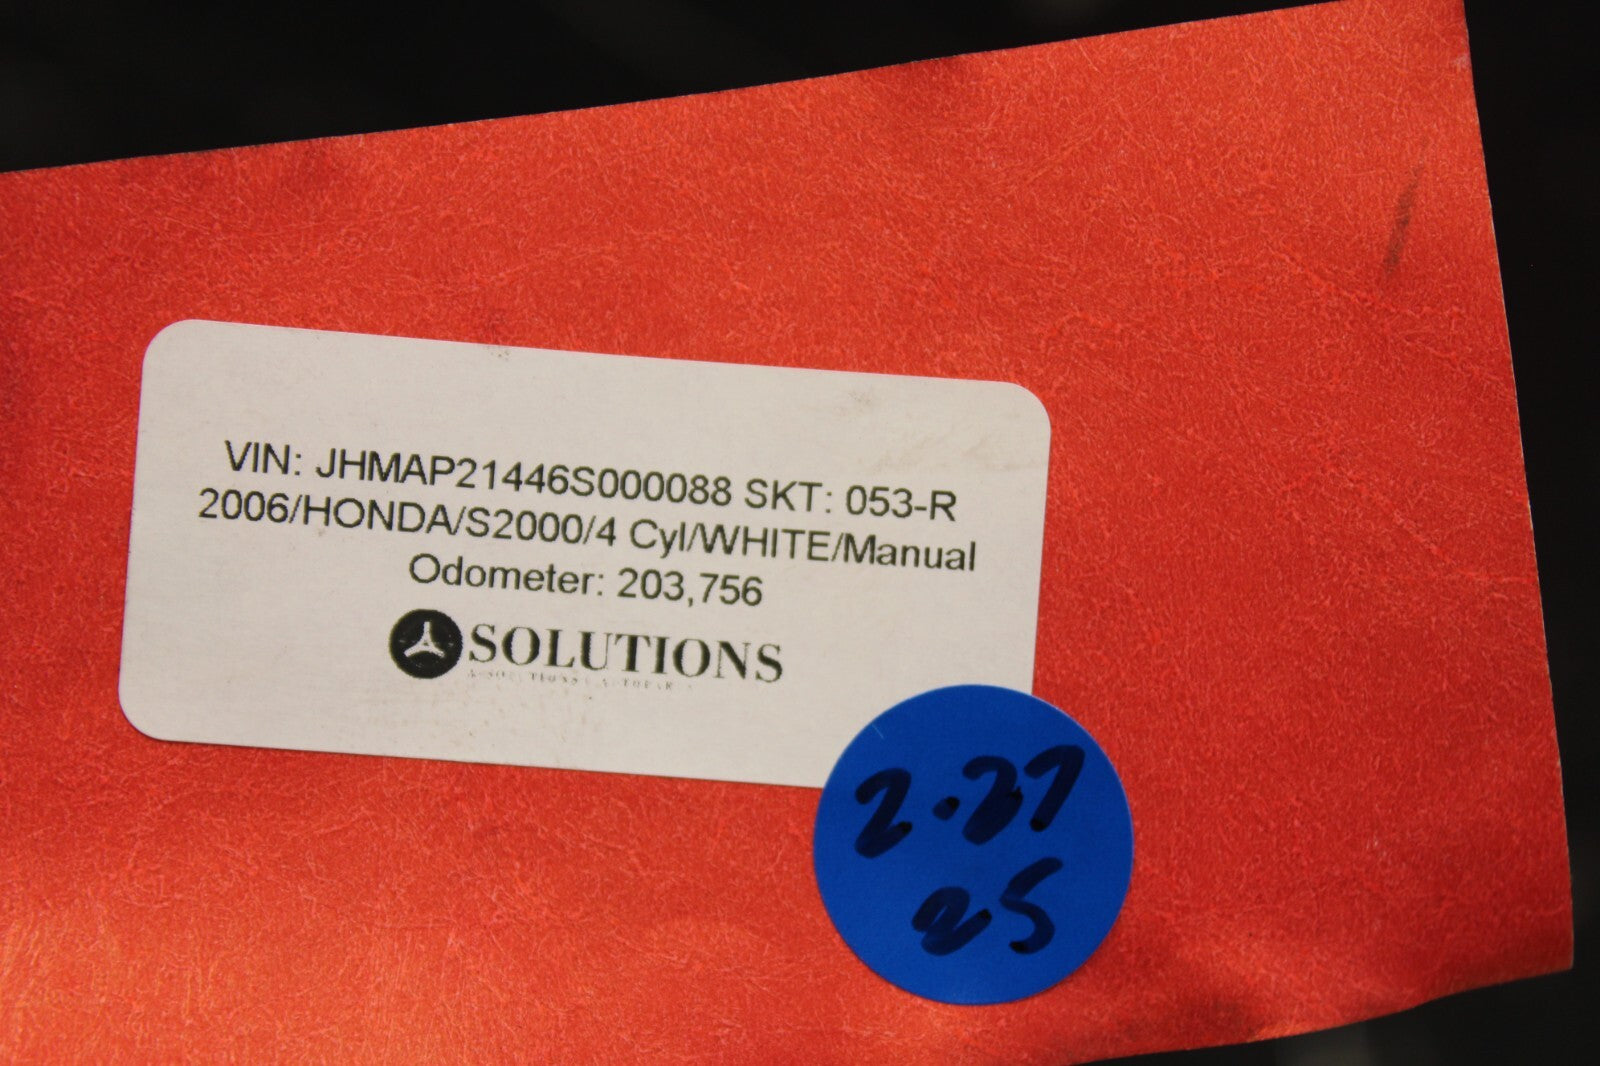 VIN: JHMAP21446S000088 SKT: 053-R
2006/HONDA/S2000/4 Cyl/WHITE/Manual
Odometer: 203,756
SOLUTIONS
2.27
25